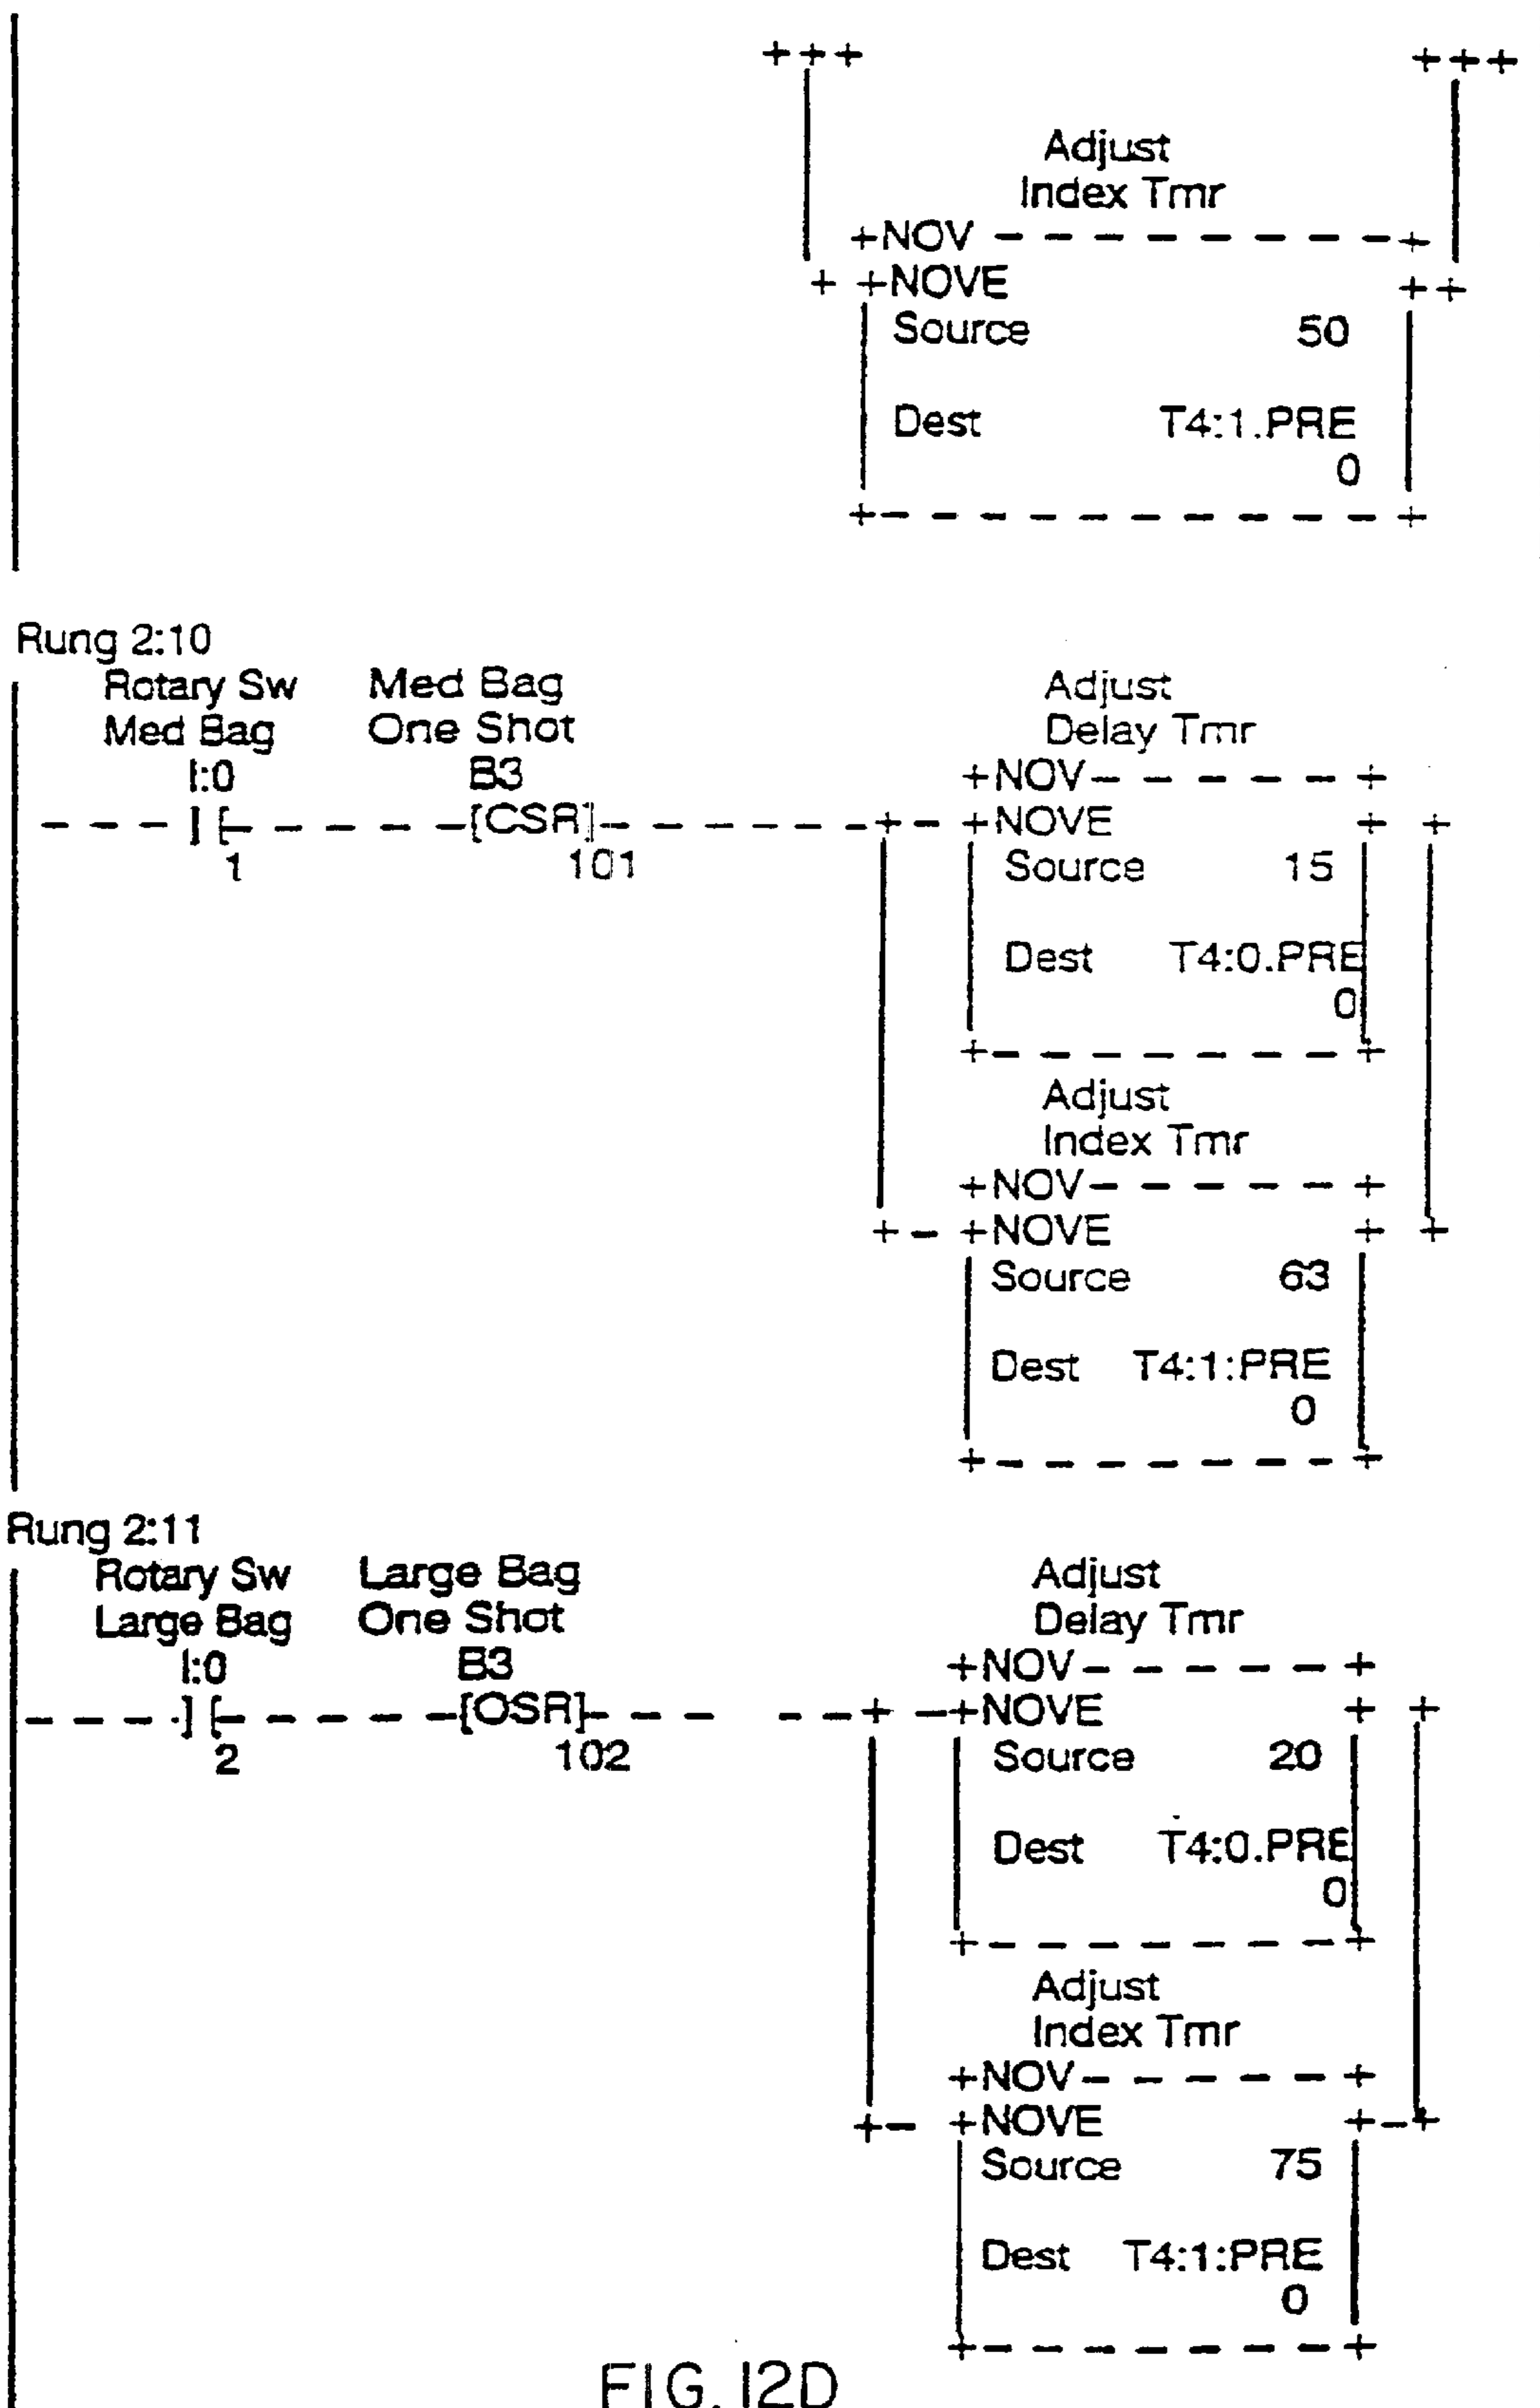 +++ +++
Adjust
Index Tmr
+NOV - - - - - - - - -+
+ +NOVE ++
Source 50
Dest T4:1.PRE
0
+- - - - - - - - - - -+
Rung 2:10
Rotary Sw Med Bag Adjust
Med Bag One Shot Delay Tmr
I:0 B3 +NOV- - - - - - +
- - - ] [- - - - -[CSR]- - - - - -+- +NOVE + +
1 101 Source 15
Dest T4:0.PRE
0
+- - - - - - - -+
Adjust
Index Tmr
+NOV- - - - - -+
+- +NOVE + +
Source 63
Dest T4:1:PRE
0
+- - - - - - - -+
Rung 2:11
Rotary Sw Large Bag Adjust
Large Bag One Shot Delay Tmr
I:0 B3 +NOV- - - - - -+
- - - -] [- - - - -[OSR]- - - - -+ -+NOVE + +
2 102 Source 20
Dest T4:0.PRE
0
+- - - - - - - -+
Adjust
Index Tmr
+NOV- - - - - -+
+- +NOVE +-+
Source 75
Dest T4:1:PRE
0
+- - - - - - - -+
FIG. 12D